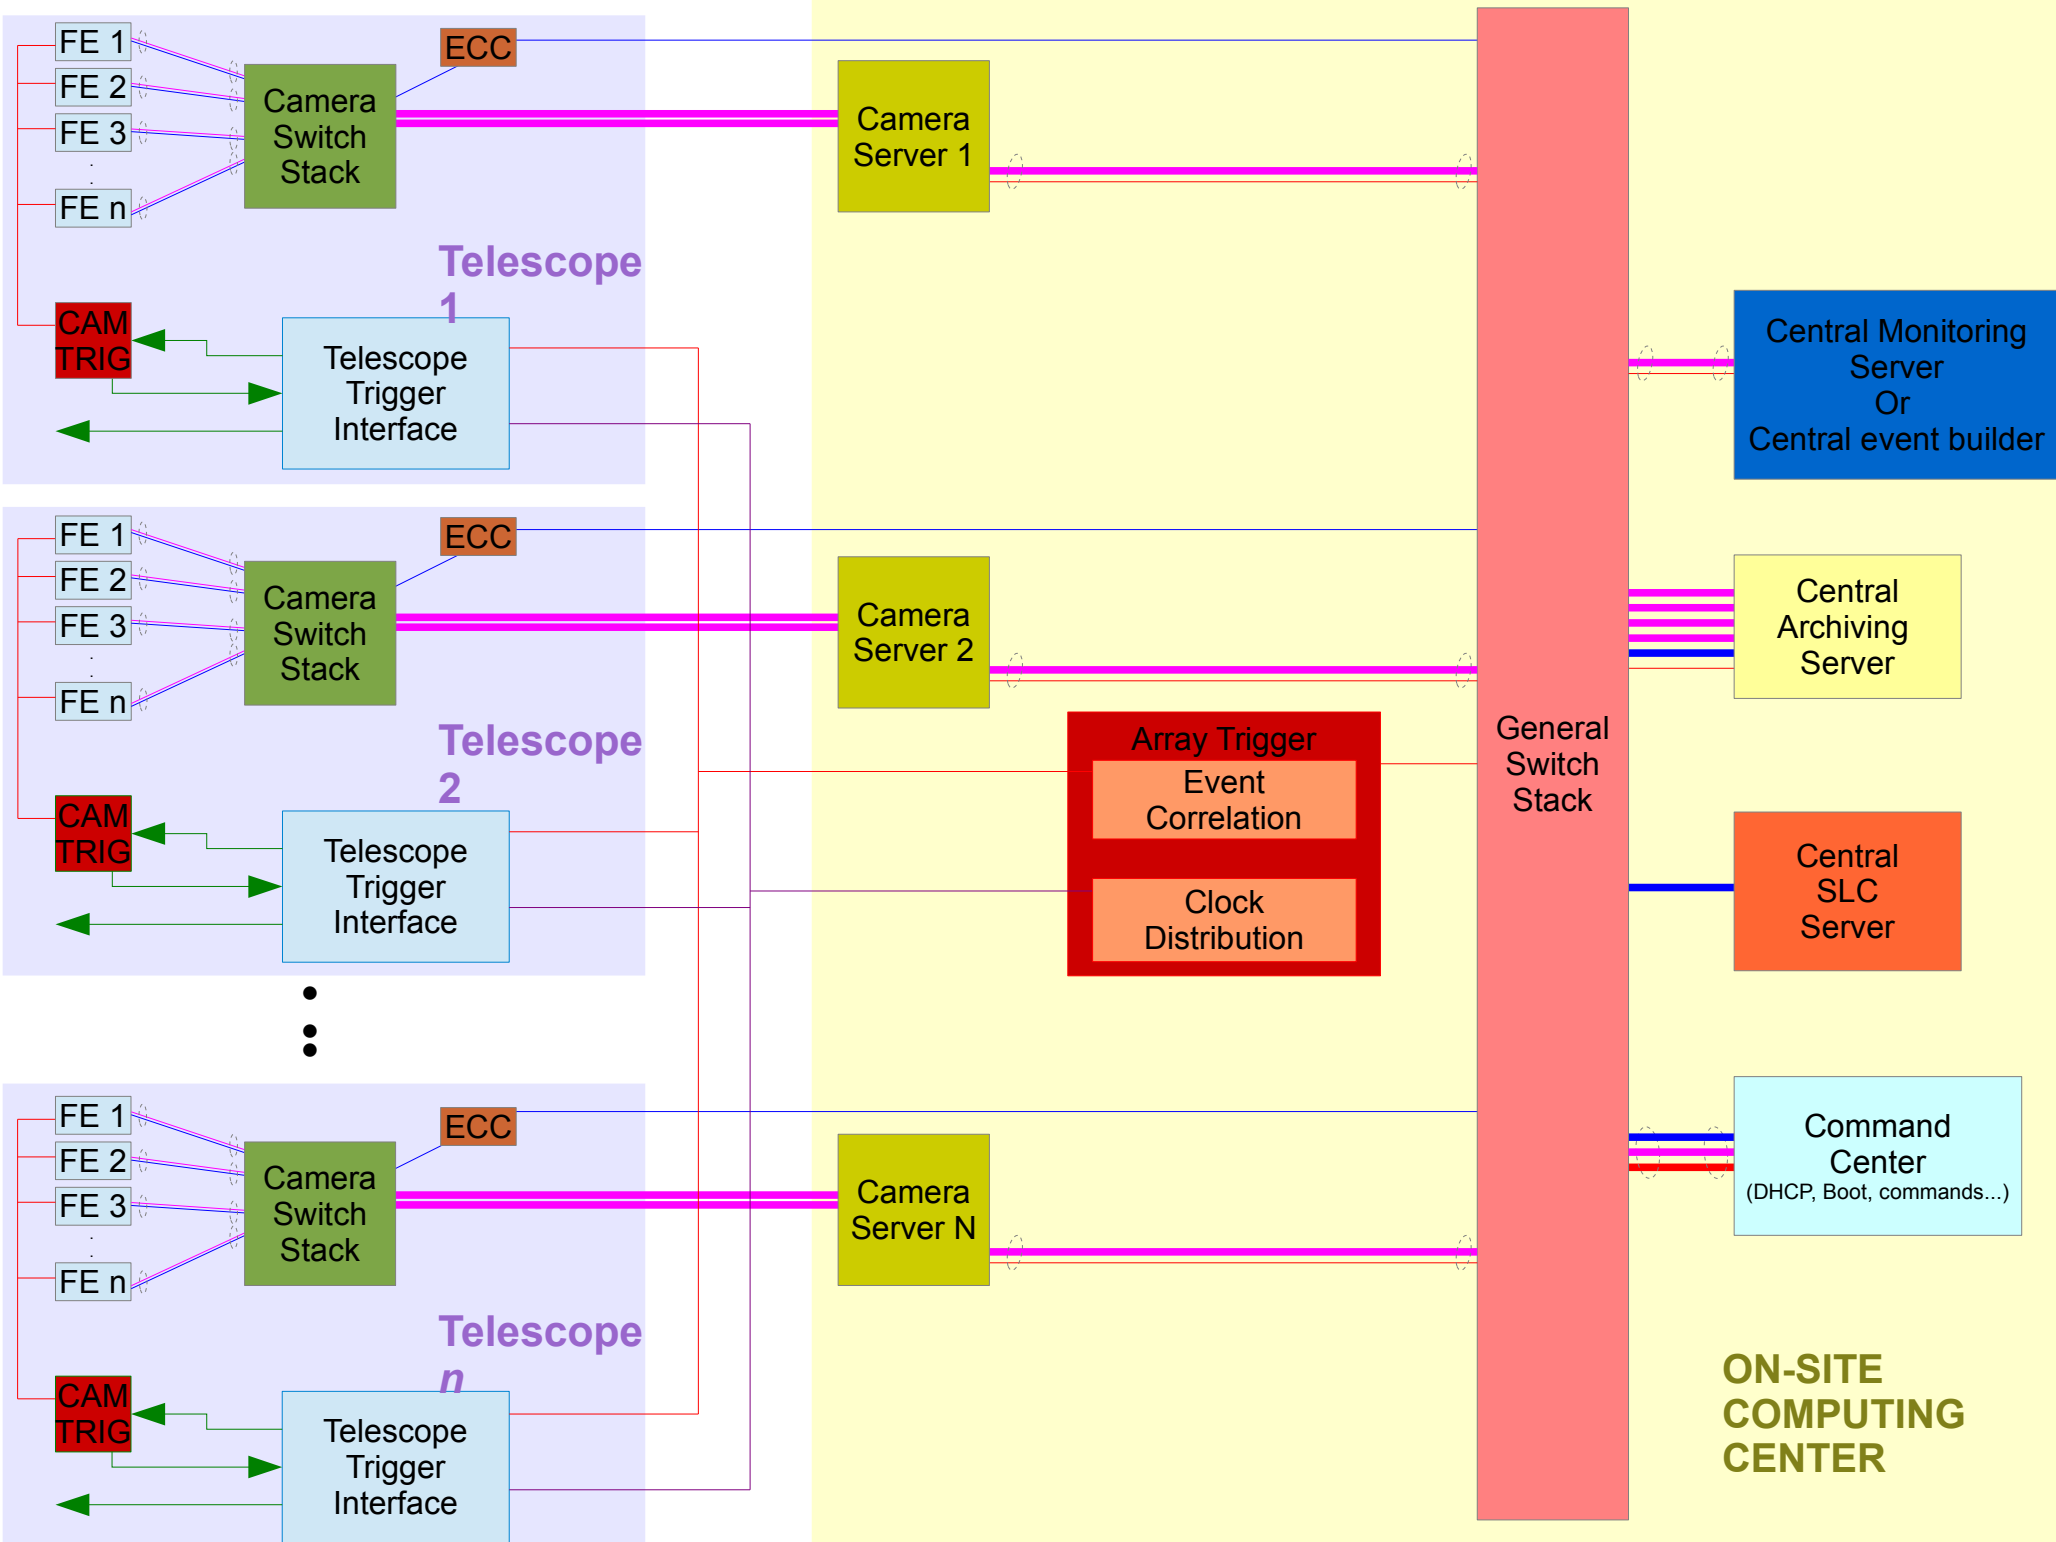 FE 1
FE 2
FE 3
.
.
FE n
Camera
Switch
Stack
ECC
Telescope
1
CAM
TRIG
Telescope
Trigger
Interface
Camera
Server 1
FE 1
FE 2
FE 3
.
.
FE n
Camera
Switch
Stack
ECC
Telescope
2
CAM
TRIG
Telescope
Trigger
Interface
Camera
Server 2
Array Trigger
Event
Correlation
Clock
Distribution
FE 1
FE 2
FE 3
.
.
FE n
Camera
Switch
Stack
ECC
Telescope
n
CAM
TRIG
Telescope
Trigger
Interface
Camera
Server N
General
Switch
Stack
Central Monitoring
Server
Or
Central event builder
Central
Archiving
Server
Central
SLC
Server
Command
Center
(DHCP, Boot, commands...)
ON-SITE
COMPUTING
CENTER